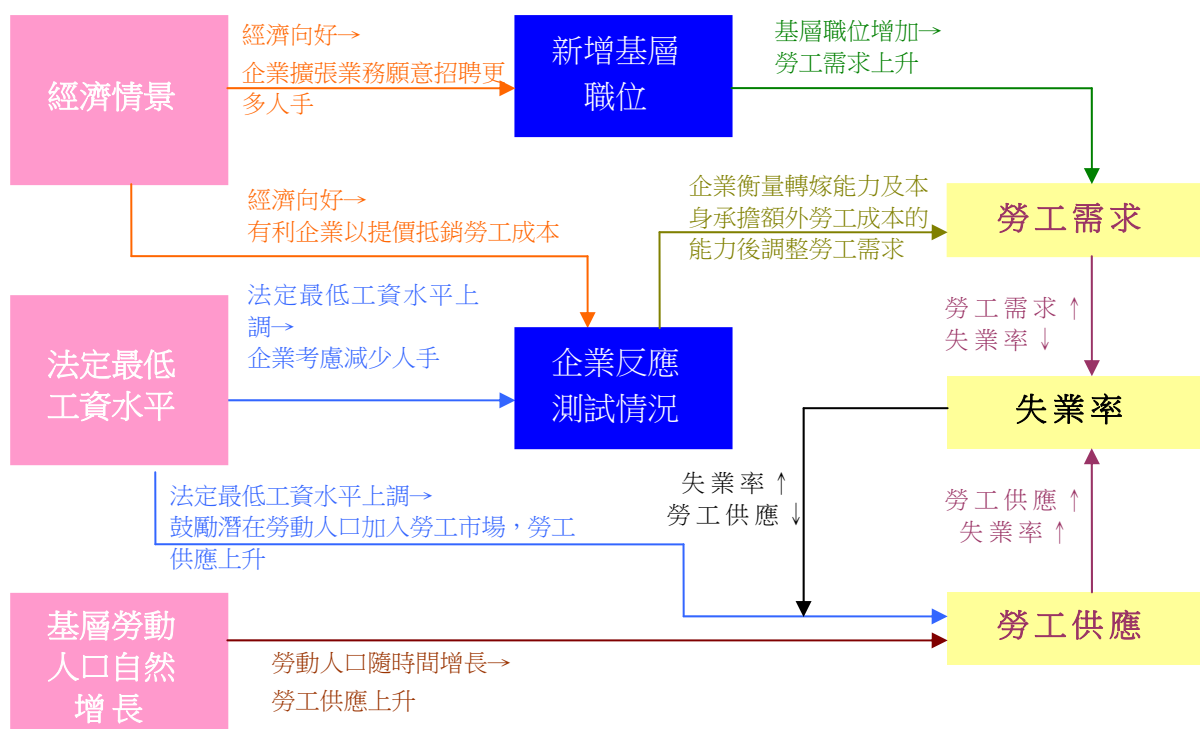 經濟情景
經濟向好→
企業擴張業務願意招聘更
多人手
新增基層
職位
基層職位增加→
勞工需求上升
經濟向好→
有利企業以提價抵銷勞工成本
企業衡量轉嫁能力及本
身承擔額外勞工成本的
能力後調整勞工需求
勞工需求
法定最低
工資水平
法定最低工資水平上
調→
企業考慮減少人手
企業反應
測試情況
勞工需求↑
失業率↓
失業率
失業率↑
勞工供應↓
勞工供應↑
失業率↑
法定最低工資水平上調→
鼓勵潛在勞動人口加入勞工市場，勞工
供應上升
基層勞動
人口自然
增長
勞動人口隨時間增長→
勞工供應上升
勞工供應